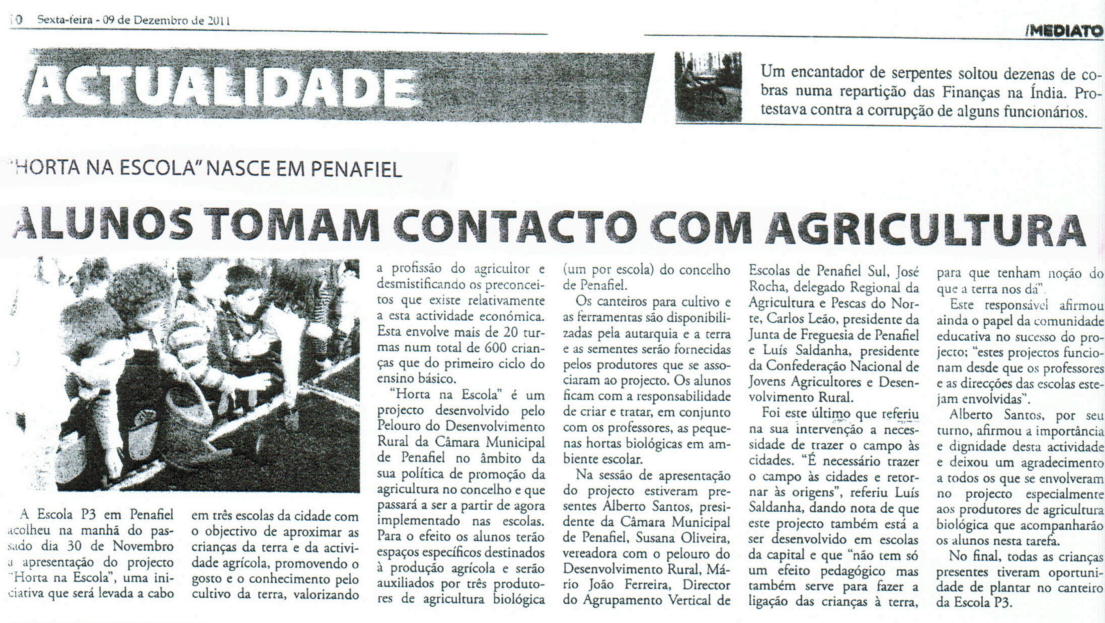 10 Sexta-feira - 09 de Dezembro de 2011
IMEDIATO
ACTUALIDADE
Um encantador de serpentes soltou dezenas de co-
bras numa repartição das Finanças na Índia. Pro-
testava contra a corrupção de alguns funcionários.
"HORTA NA ESCOLA" NASCE EM PENAFIEL
ALUNOS TOMAM CONTACTO COM AGRICULTURA
A Escola P3 em Penafiel
acolheu na manhã do pas-
sado dia 30 de Novembro
a apresentação do projecto
"Horta na Escola", uma ini-
ciativa que será levada a cabo
em três escolas da cidade com
o objectivo de aproximar as
crianças da terra e da activi-
dade agrícola, promovendo o
gosto e o conhecimento pelo
cultivo da terra, valorizando
a profissão do agricultor e
desmistificando os preconcei-
tos que existe relativamente
a esta actividade económica.
Esta envolve mais de 20 tur-
mas num total de 600 crian-
ças que do primeiro ciclo do
ensino básico.
"Horta na Escola" é um
projecto desenvolvido pelo
Pelouro do Desenvolvimento
Rural da Câmara Municipal
de Penafiel no âmbito da
sua política de promoção da
agricultura no concelho e que
passará a ser a partir de agora
implementado nas escolas.
Para o efeito os alunos terão
espaços específicos destinados
à produção agrícola e serão
auxiliados por três produto-
res de agricultura biológica
(um por escola) do concelho
de Penafiel.
Os canteiros para cultivo e
as ferramentas são disponibili-
zadas pela autarquia e a terra
e as sementes serão fornecidas
pelos produtores que se asso-
ciaram ao projecto. Os alunos
ficam com a responsabilidade
de criar e tratar, em conjunto
com os professores, as peque-
nas hortas biológicas em am-
biente escolar.
Na sessão de apresentação
do projecto estiveram pre-
sentes Alberto Santos, presi-
dente da Câmara Municipal
de Penafiel, Susana Oliveira,
vereadora com o pelouro do
Desenvolvimento Rural, Má-
rio João Ferreira, Director
do Agrupamento Vertical de
Escolas de Penafiel Sul, José
Rocha, delegado Regional da
Agricultura e Pescas do Nor-
te, Carlos Leão, presidente da
Junta de Freguesia de Penafiel
e Luís Saldanha, presidente
da Confederação Nacional de
Jovens Agricultores e Desen-
volvimento Rural.
Foi este último que referiu
na sua intervenção a neces-
sidade de trazer o campo às
cidades. "É necessário trazer
o campo às cidades e retor-
nar às origens", referiu Luís
Saldanha, dando nota de que
este projecto também está a
ser desenvolvido em escolas
da capital e que "não tem só
um efeito pedagógico mas
também serve para fazer a
ligação das crianças à terra,
para que tenham noção do
que a terra nos dá".
Este responsável afirmou
ainda o papel da comunidade
educativa no sucesso do pro-
jecto; "estes projectos funcio-
nam desde que os professores
e as direcções das escolas este-
jam envolvidas".
Alberto Santos, por seu
turno, afirmou a importância
e dignidade desta actividade
e deixou um agradecimento
a todos os que se envolveram
no projecto especialmente
aos produtores de agricultura
biológica que acompanharão
os alunos nesta tarefa.
No final, todas as crianças
presentes tiveram oportuni-
dade de plantar no canteiro
da Escola P3.